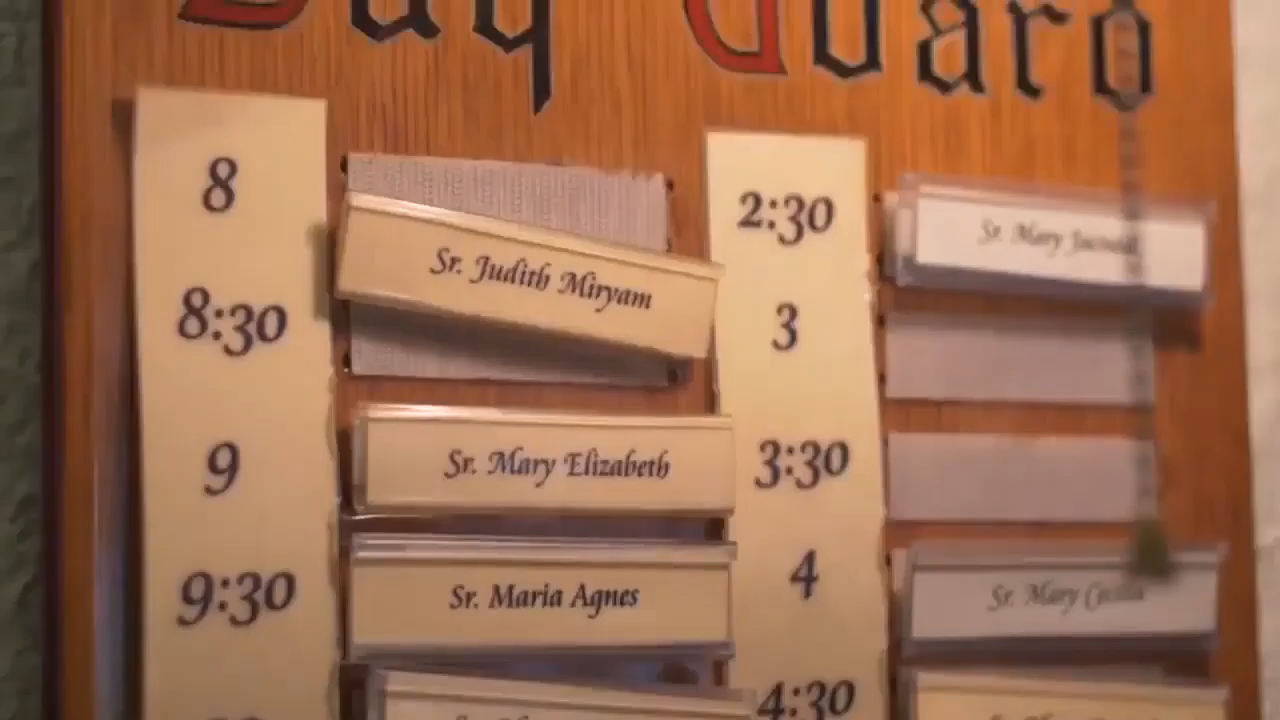 Day Guard
8
Sr. Judith Miryam
8:30
9
Sr. Mary Elizabeth
9:30
Sr. Maria Agnes
2:30
Sr. Mary
3
3:30
4
Sr. Mary Cecilia
4:30